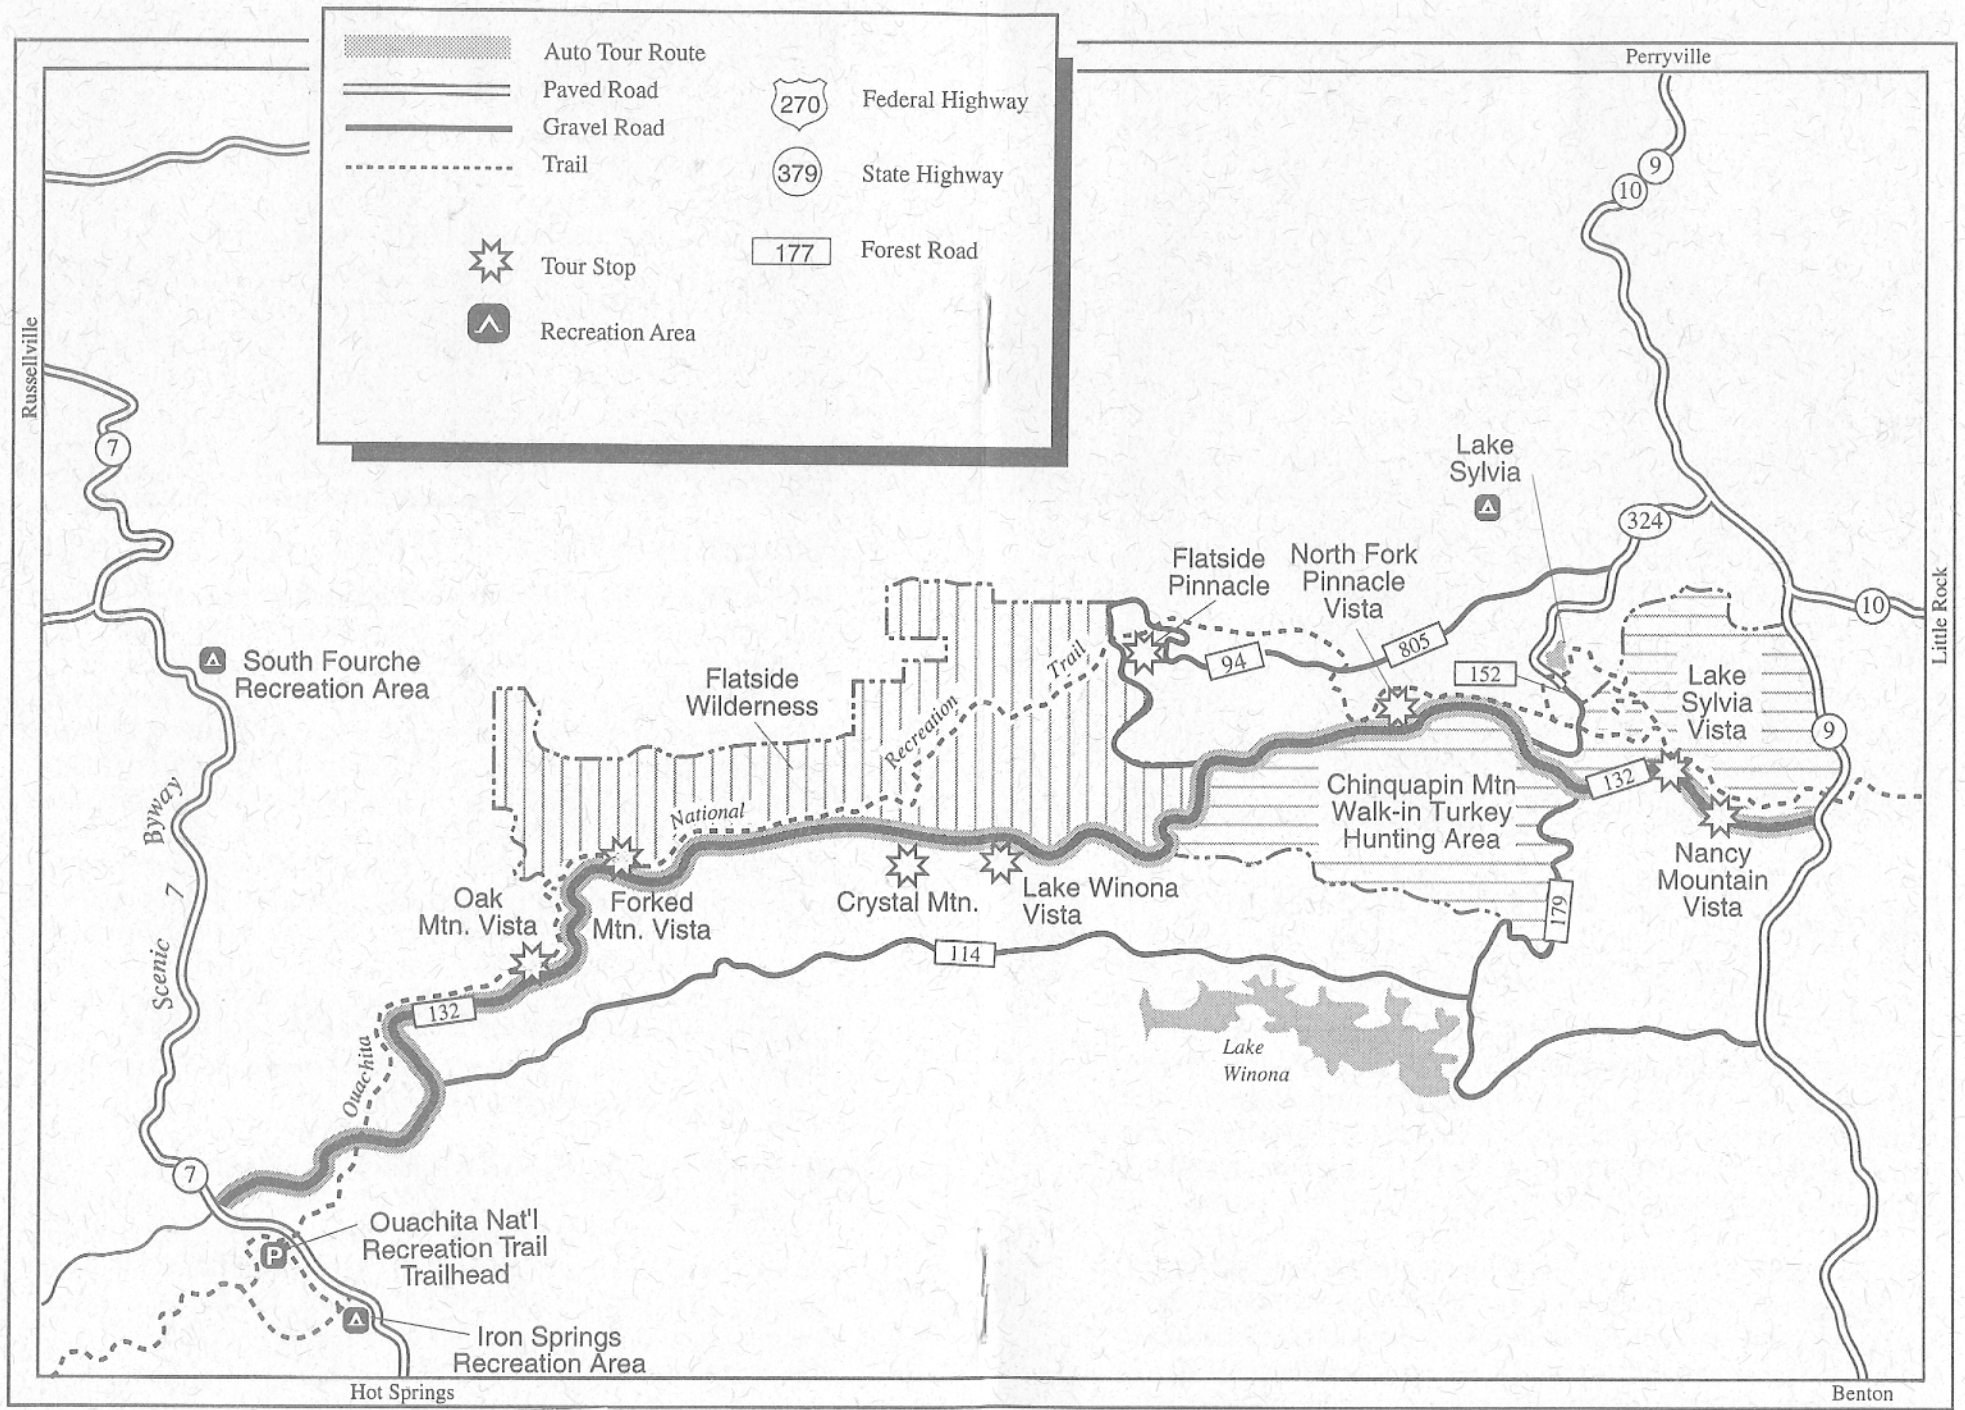 Auto Tour Route
Paved Road
Gravel Road
Trail
Tour Stop
Recreation Area
270
Federal Highway
379
State Highway
177
Forest Road
Perryville
9
10
Russellville
7
Lake
Sylvia
324
Flatside
Pinnacle
North Fork
Pinnacle
Vista
10
Little Rock
South Fourche
Recreation Area
Flatside
Wilderness
Trail
94
805
152
Lake
Sylvia
Vista
Recreation
9
National
Chinquapin Mtn
Walk-in Turkey
Hunting Area
132
Scenic 7 Byway
Oak
Mtn. Vista
Forked
Mtn. Vista
Crystal Mtn.
Lake Winona
Vista
Nancy
Mountain
Vista
179
114
132
Ouachita
Lake
Winona
7
Ouachita Nat'l
Recreation Trail
Trailhead
P
Iron Springs
Recreation Area
Hot Springs
Benton